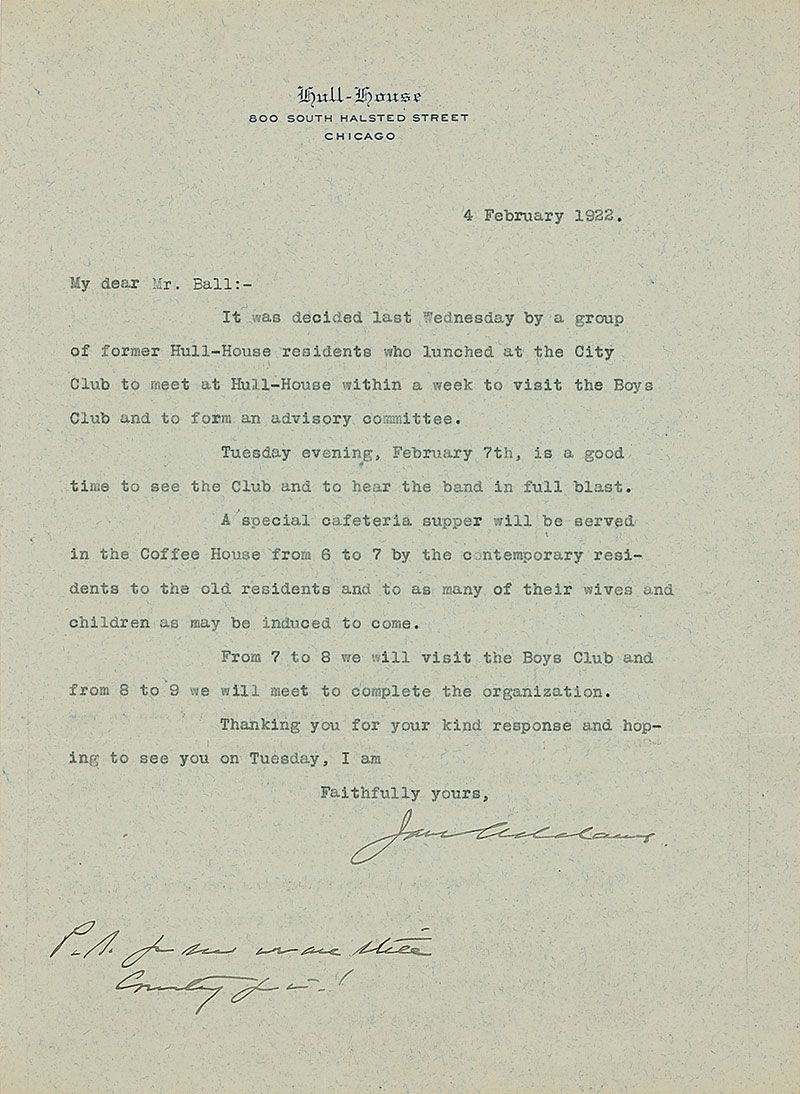 Hull-House
800 SOUTH HALSTED STREET
CHICAGO
4 February 1922.
My dear Mr. Ball:-
It was decided last Wednesday by a group
of former Hull-House residents who lunched at the City
Club to meet at Hull-House within a week to visit the Boys
Club and to form an advisory committee.
Tuesday evening, February 7th, is a good
time to see the Club and to hear the band in full blast.
A special cafeteria supper will be served
in the Coffee House from 6 to 7 by the contemporary resi-
dents to the old residents and to as many of their wives and
children as may be induced to come.
From 7 to 8 we will visit the Boys Club and
from 8 to 9 we will meet to complete the organization.
Thanking you for your kind response and hop-
ing to see you on Tuesday, I am
Faithfully yours,
Jane Addams
P.S. you see we are still